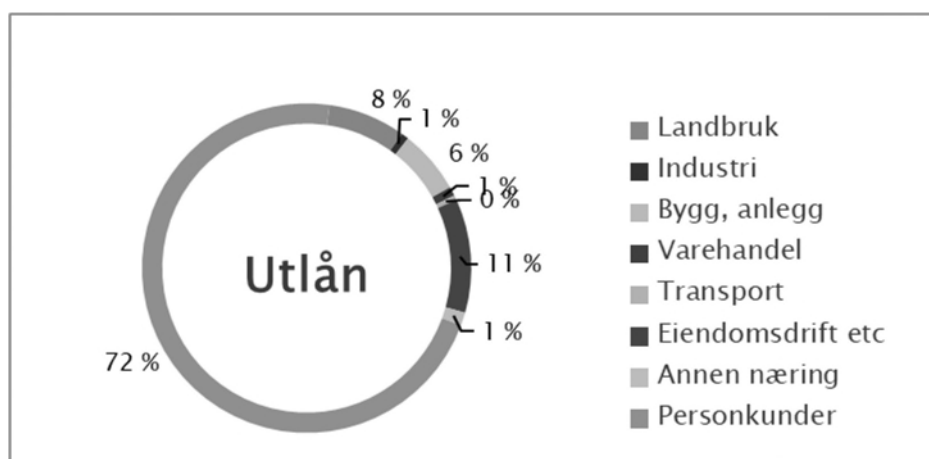 8 %
1 %
6 %
1 %
0 %
11 %
1 %
72 %
Utlån
Landbruk
Industri
Bygg, anlegg
Varehandel
Transport
Eiendomsdrift etc
Annen næring
Personkunder